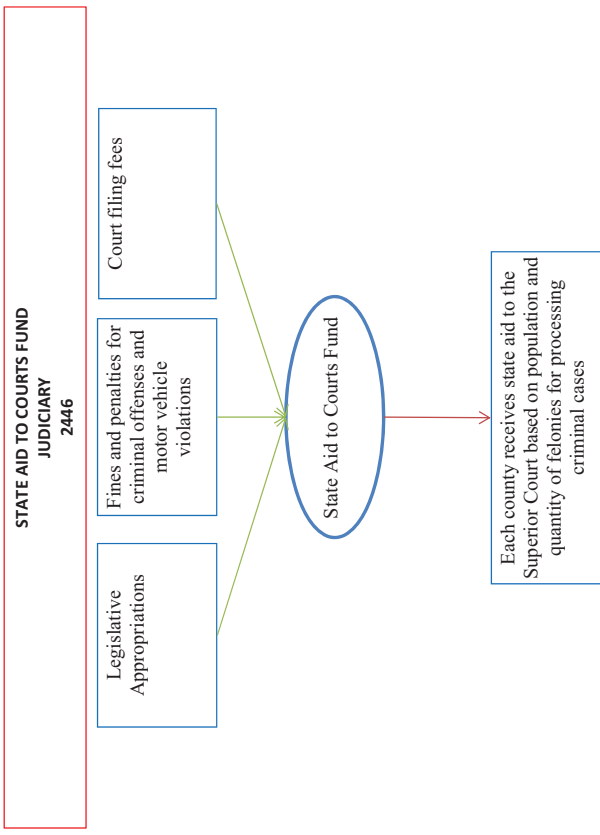 STATE AID TO COURTS FUND
JUDICIARY
2446
Legislative
Appropriations
Fines and penalties for
criminal offenses and
motor vehicle
violations
Court filing fees
State Aid to Courts Fund
Each county receives state aid to the
Superior Court based on population and
quantity of felonies for processing
criminal cases